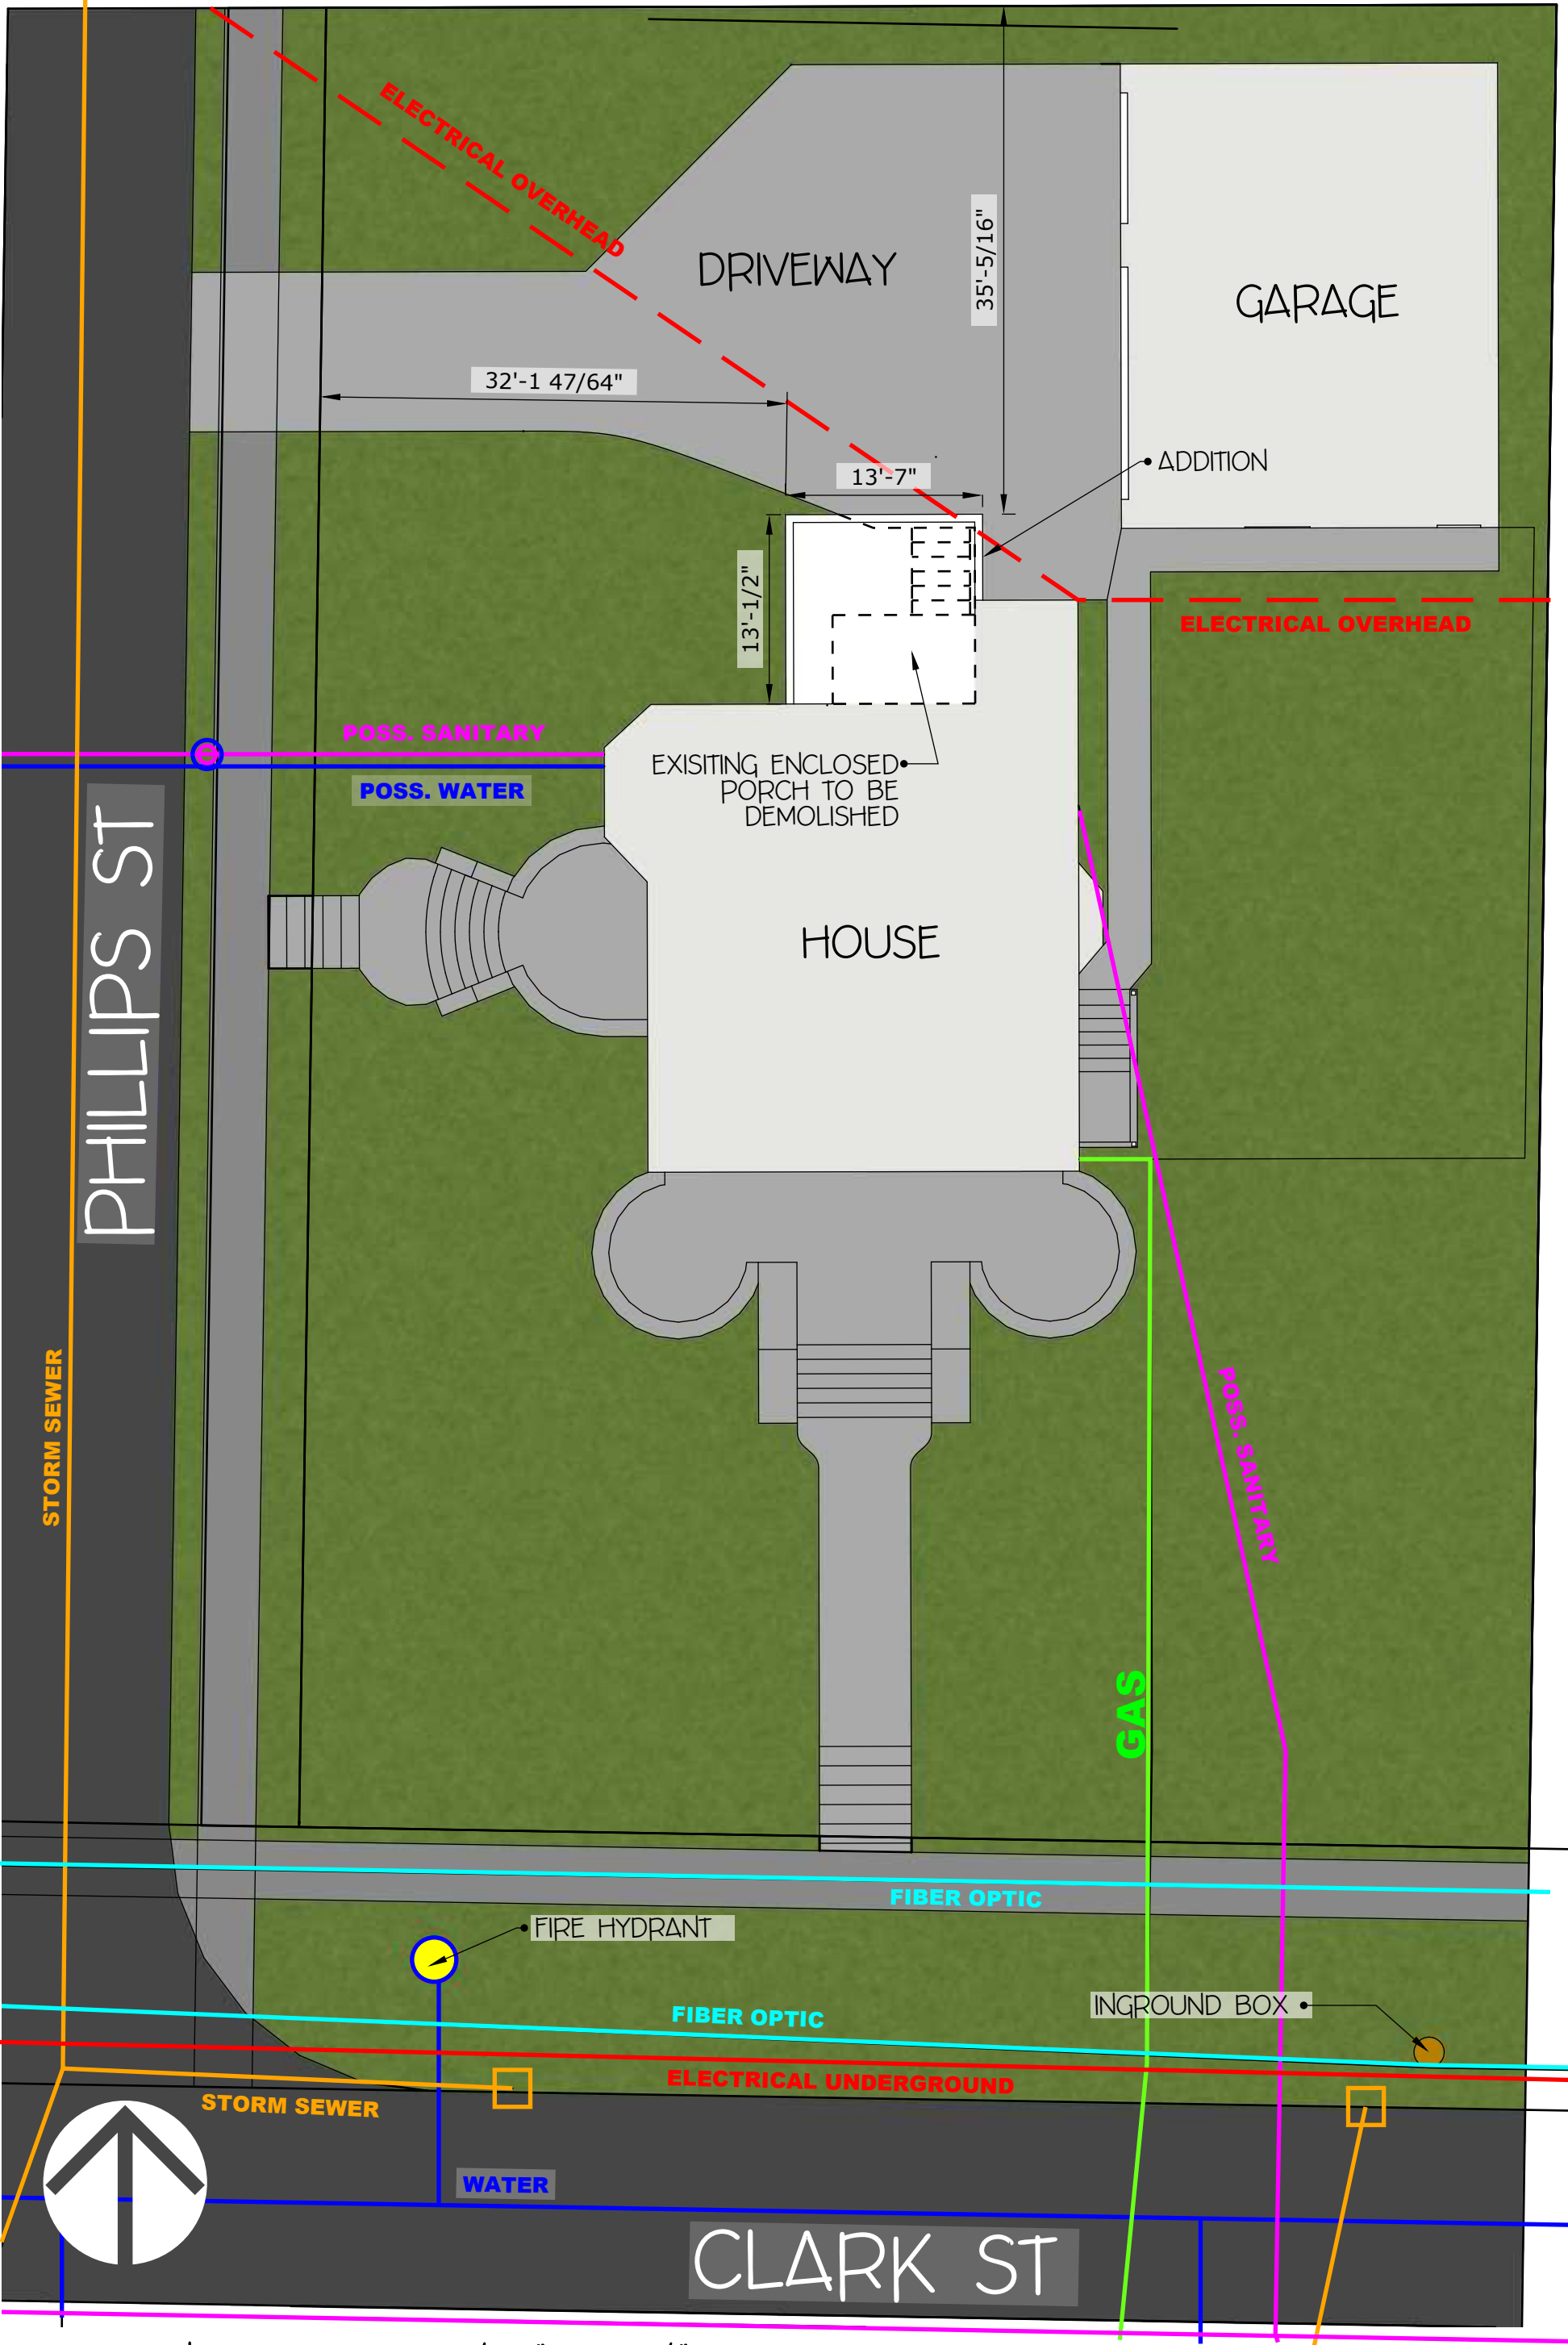 ELECTRICAL OVERHEAD
DRIVEWAY
35'-5/16"
GARAGE
32'-1 47/64"
13'-7"
ADDITION
13'-1/2"
ELECTRICAL OVERHEAD
POSS. SANITARY
POSS. WATER
EXISITING ENCLOSED
PORCH TO BE
DEMOLISHED
PHILLIPS ST
HOUSE
STORM SEWER
POSS. SANITARY
GAS
FIBER OPTIC
FIRE HYDRANT
INGROUND BOX
FIBER OPTIC
ELECTRICAL UNDERGROUND
STORM SEWER
WATER
CLARK ST